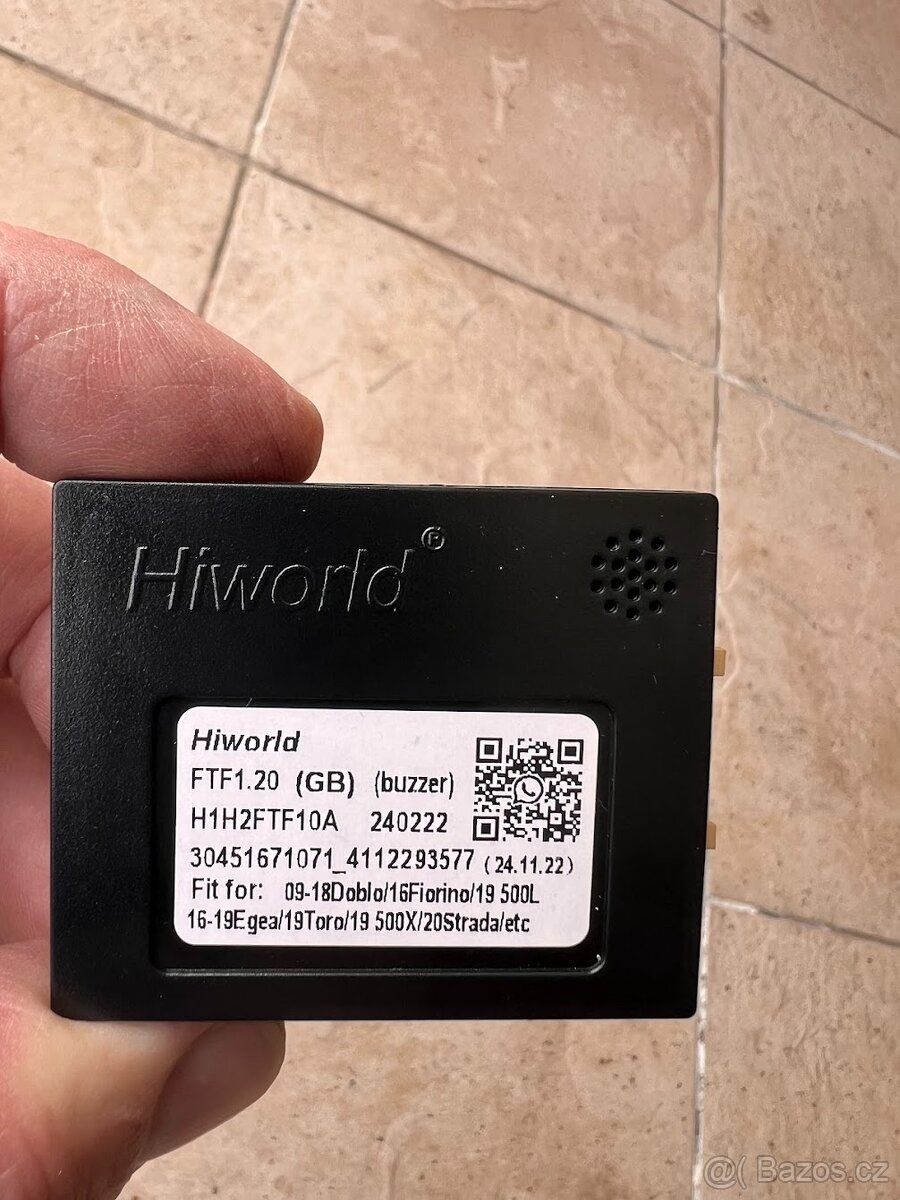 Hiworld®
Hiworld
FTF1.20 (GB) (buzzer)
H1H2FTF10A 240222
30451671071_4112293577 (24.11.22)
Fit for: 09-18Doblo/16Fiorino/19 500L
16-19Egea/19Toro/19 500X/20Strada/etc
@( Bazos.cz